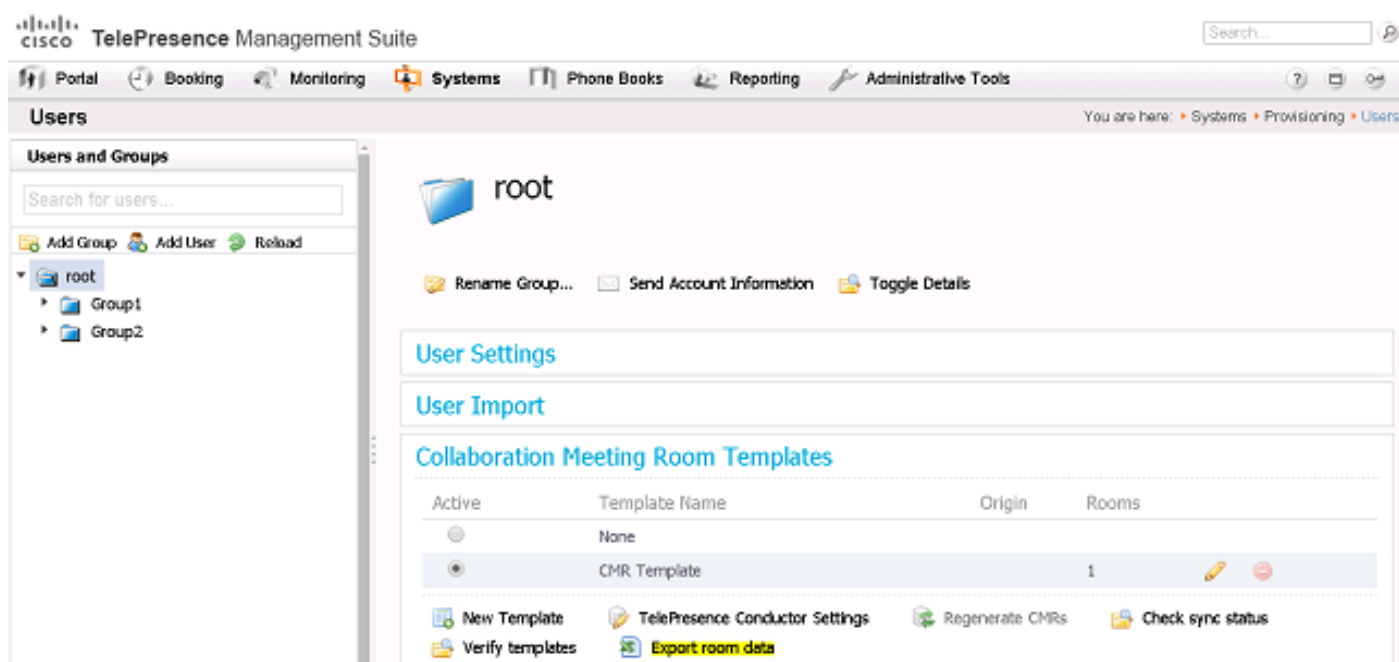 CISCO TelePresence Management Suite
Search...
Portal Booking Monitoring Systems Phone Books Reporting Administrative Tools ?
Users
You are here: Systems Provisioning Users
Users and Groups
Search for users...
Add Group Add User Reload
root
Group1
Group2
root
Rename Group... Send Account Information Toggle Details
User Settings
User Import
Collaboration Meeting Room Templates
Active Template Name Origin Rooms
None
CMR Template 1
New Template TelePresence Conductor Settings Regenerate CMRs Check sync status
Verify templates Export room data